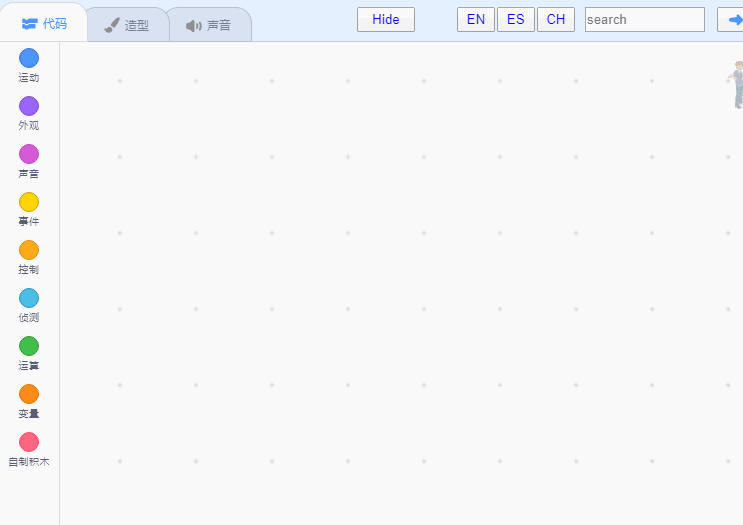 代码 造型 声音 Hide EN ES CH search
运动
外观
声音
事件
控制
侦测
运算
变量
自制积木